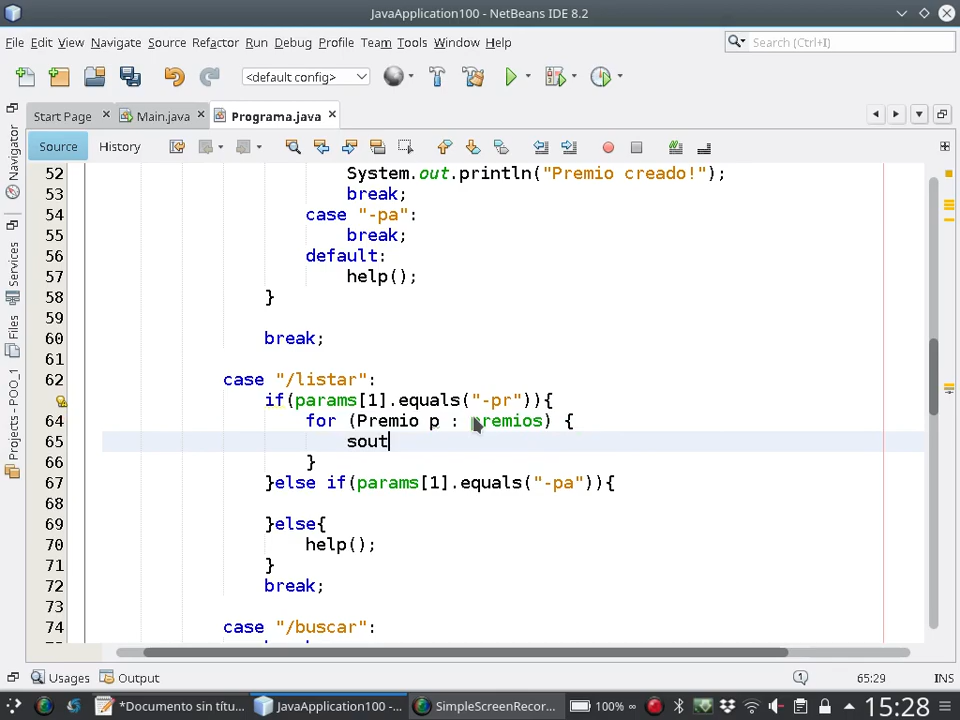 JavaApplication100 - NetBeans IDE 8.2
File Edit View Navigate Source Refactor Run Debug Profile Team Tools Window Help
Search (Ctrl+I)
<default config>
Start Page
Main.java
Programa.java
Source
History
Navigator
Services
Files
Projects - POO_1
52 System.out.println("Premio creado!");
53 break;
54 case "-pa":
55 break;
56 default:
57 help();
58 }
59
60 break;
61
62 case "/listar":
if(params[1].equals("-pr")){
64 for (Premio p : premios) {
65 sout
66 }
67 }else if(params[1].equals("-pa")){
68
69 }else{
70 help();
71 }
72 break;
73
74 case "/buscar":
Usages
Output
1
65:29
INS
*Documento sin títu...
JavaApplication100 -...
SimpleScreenRecor...
100%
15:28